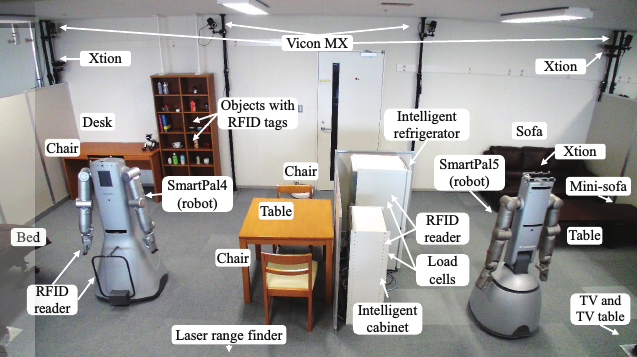 Vicon MX
Xtion
Xtion
Objects with
RFID tags
Intelligent
refrigerator
Desk
Sofa
Chair
Xtion
SmartPal4
(robot)
Chair
SmartPal5
(robot)
Mini-sofa
Table
RFID
reader
Table
Bed
Chair
Load
cells
RFID
reader
Intelligent
cabinet
TV and
TV table
Laser range finder